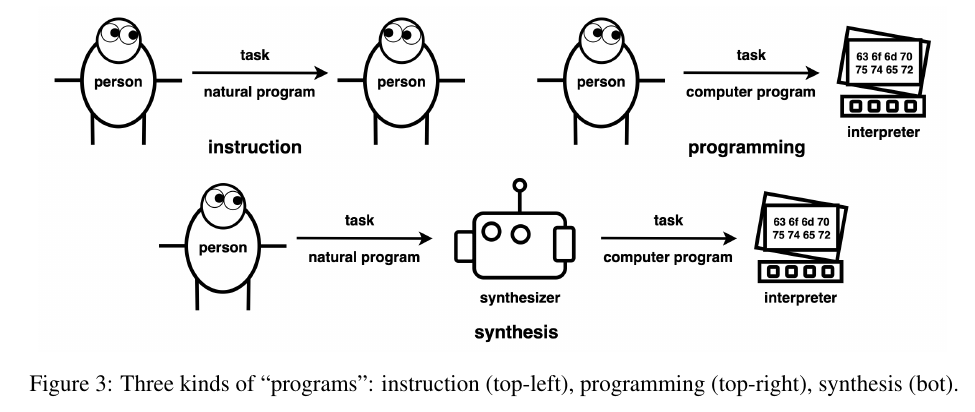 person
task
natural program
person
instruction
person
task
computer program
63 6f 6d 70
75 74 65 72
interpreter
programming
person
task
natural program
synthesizer
task
computer program
63 6f 6d 70
75 74 65 72
interpreter
synthesis
Figure 3: Three kinds of “programs”: instruction (top-left), programming (top-right), synthesis (bot).